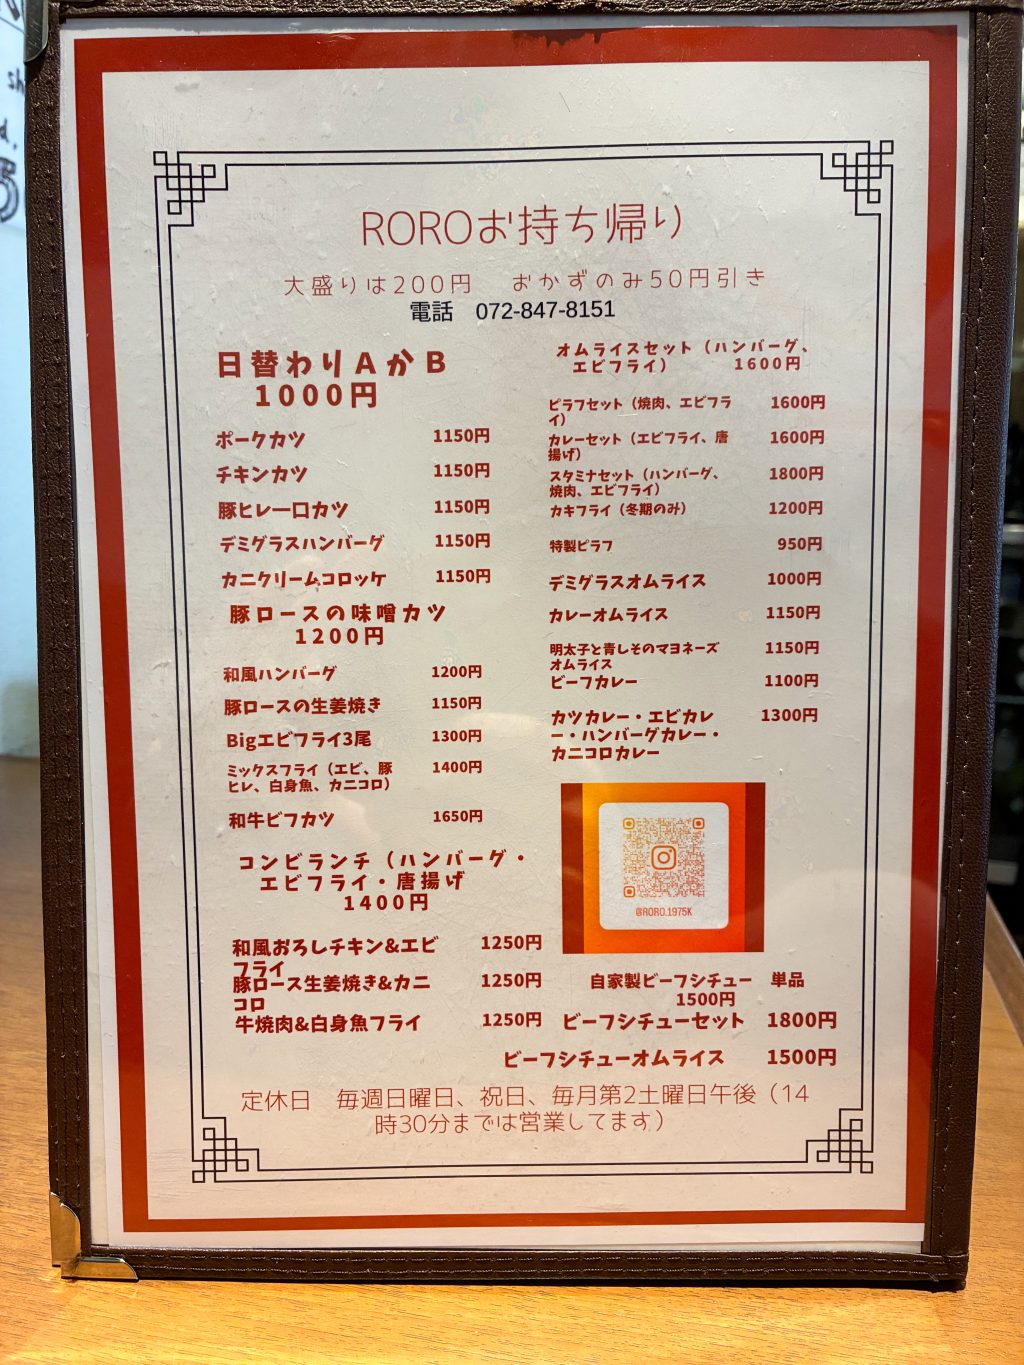 ROROお持ち帰り
大盛りは200円　おかずのみ50円引き
電話　072-847-8151
日替わりAかB
1000円
ポークカツ 1150円
チキンカツ 1150円
豚ヒレ一口カツ 1150円
デミグラスハンバーグ 1150円
カニクリームコロッケ 1150円
豚ロースの味噌カツ
1200円
和風ハンバーグ 1200円
豚ロースの生姜焼き 1150円
Bigエビフライ3尾 1300円
ミックスフライ（エビ、豚 1400円
ヒレ、白身魚、カニコロ）
和牛ビフカツ 1650円
コンビランチ（ハンバーグ・
エビフライ・唐揚げ
1400円
和風おろしチキン&エビ 1250円
フライ
豚ロース生姜焼き&カニ 1250円
コロ
牛焼肉&白身魚フライ 1250円
オムライスセット（ハンバーグ、
エビフライ） 1600円
ピラフセット（焼肉、エビフラ 1600円
イ）
カレーセット（エビフライ、唐 1600円
揚げ）
スタミナセット（ハンバーグ、 1800円
焼肉、エビフライ）
カキフライ（冬期のみ） 1200円
特製ピラフ 950円
デミグラスオムライス 1000円
カレーオムライス 1150円
明太子と青しそのマヨネーズ 1150円
オムライス
ビーフカレー 1100円
カツカレー・エビカレ 1300円
ー・ハンバーグカレー・
カニコロカレー
@RORO.1975K
自家製ビーフシチュー　単品
1500円
ビーフシチューセット 1800円
ビーフシチューオムライス 1500円
定休日　毎週日曜日、祝日、毎月第2土曜日午後（14
時30分までは営業してます）